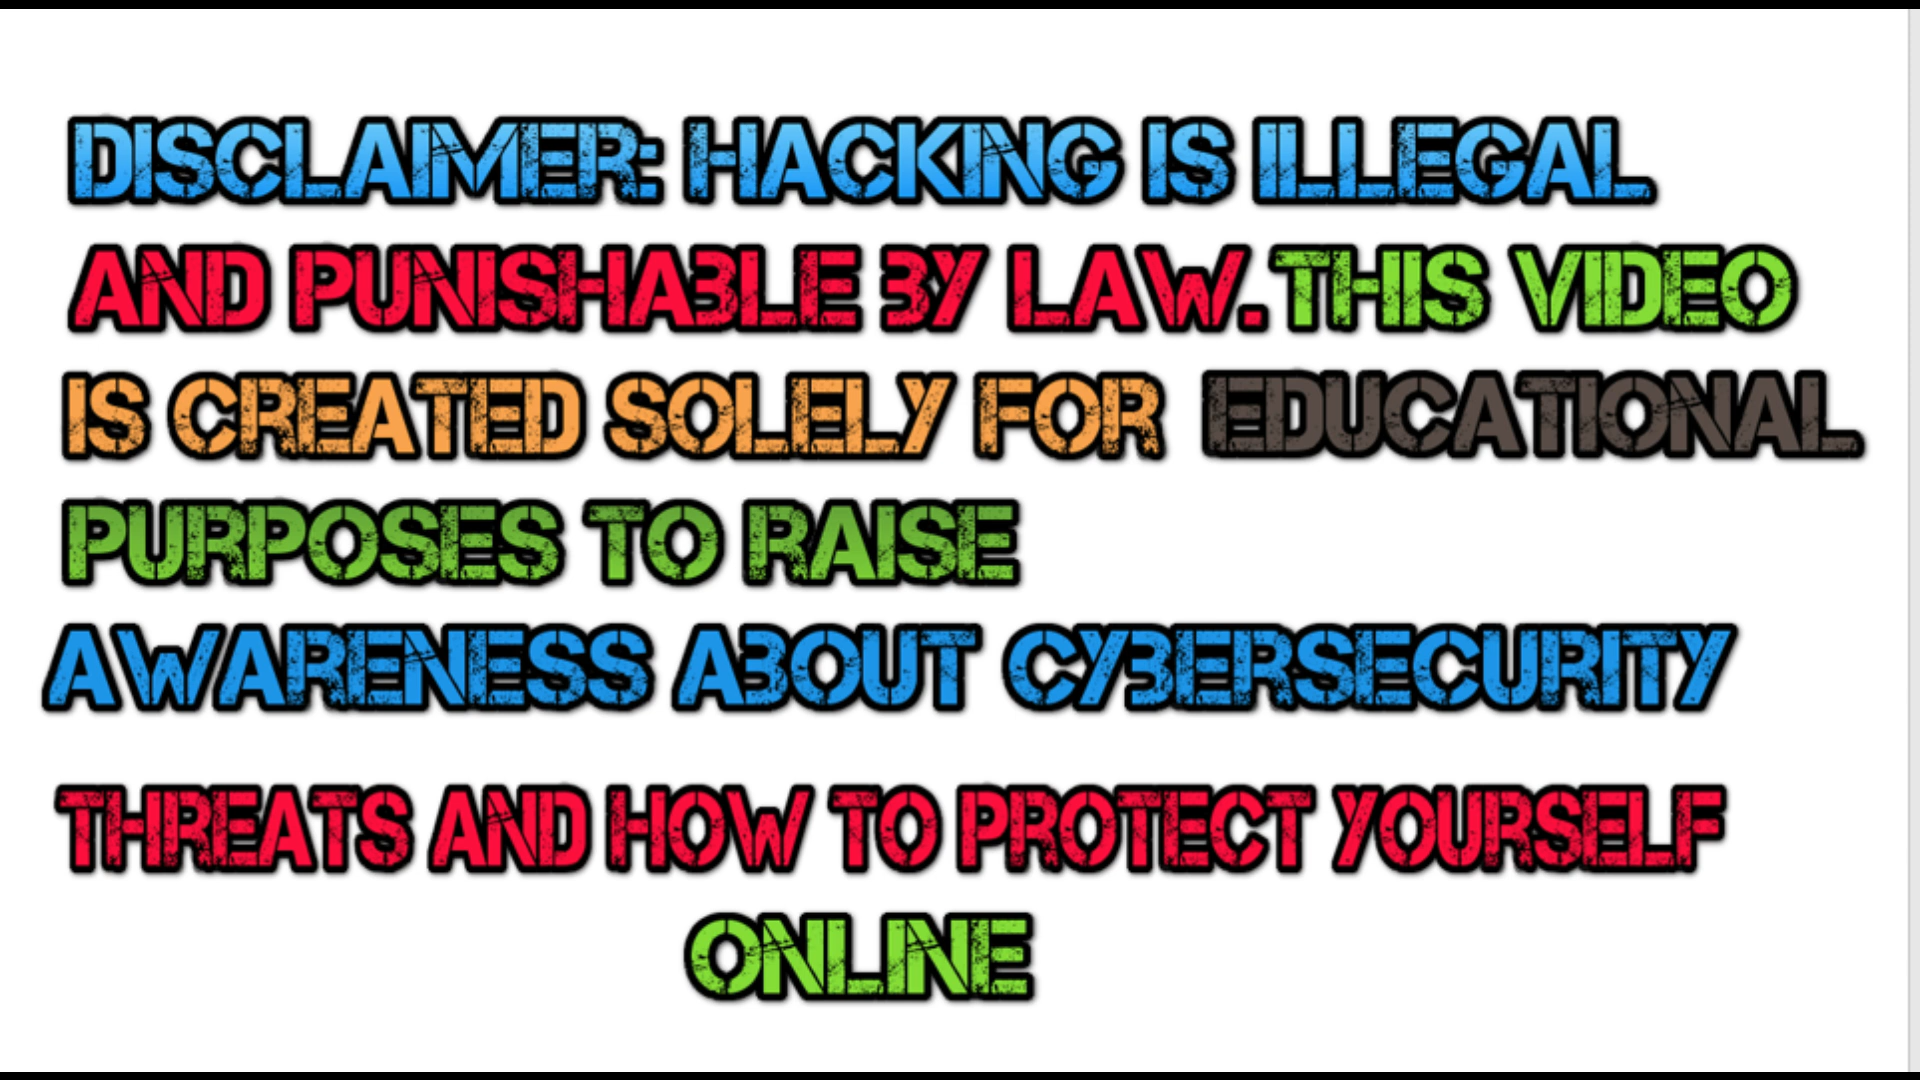 DISCLAIMER: HACKING IS ILLEGAL
AND PUNISHABLE BY LAW.THIS VIDEO
IS CREATED SOLELY FOR EDUCATIONAL
PURPOSES TO RAISE
AWARENESS ABOUT CYBERSECURITY
THREATS AND HOW TO PROTECT YOURSELF
ONLINE